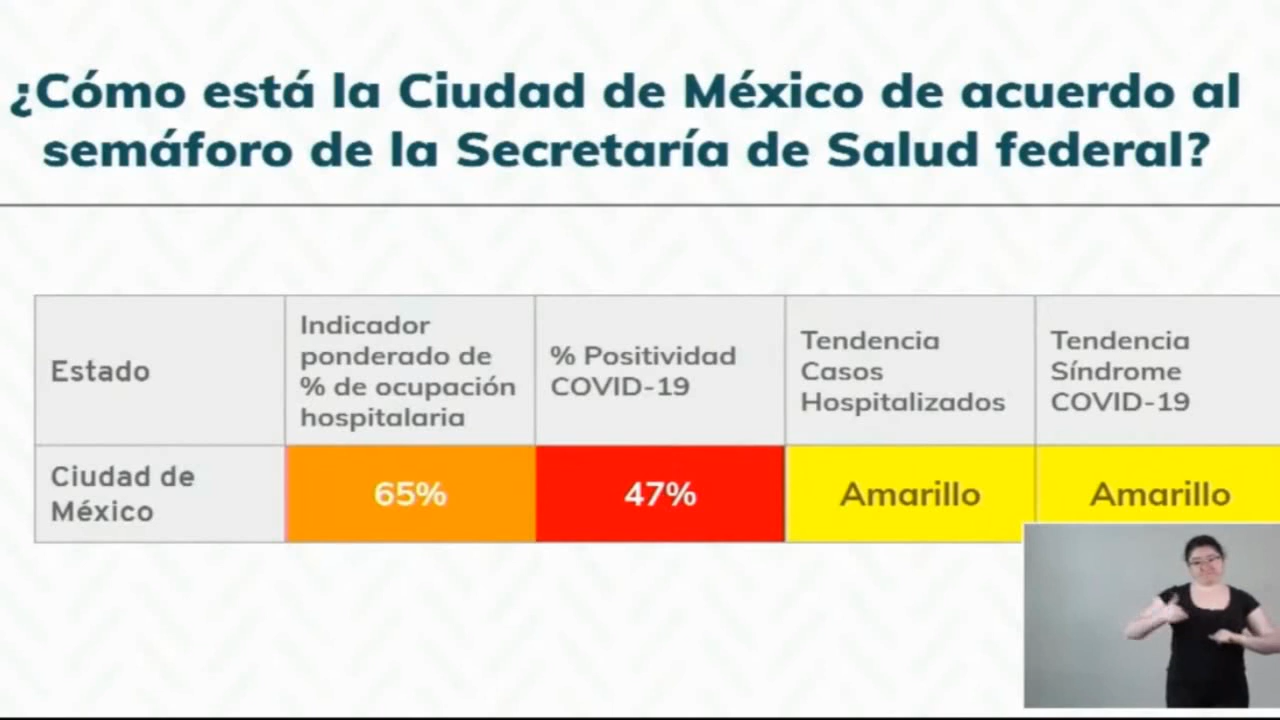 ¿Cómo está la Ciudad de México de acuerdo al
semáforo de la Secretaría de Salud federal?
Estado
Indicador
ponderado de
% de ocupación
hospitalaria
% Positividad
COVID-19
Tendencia
Casos
Hospitalizados
Tendencia
Síndrome
COVID-19
Ciudad de
México
65%
47%
Amarillo
Amarillo